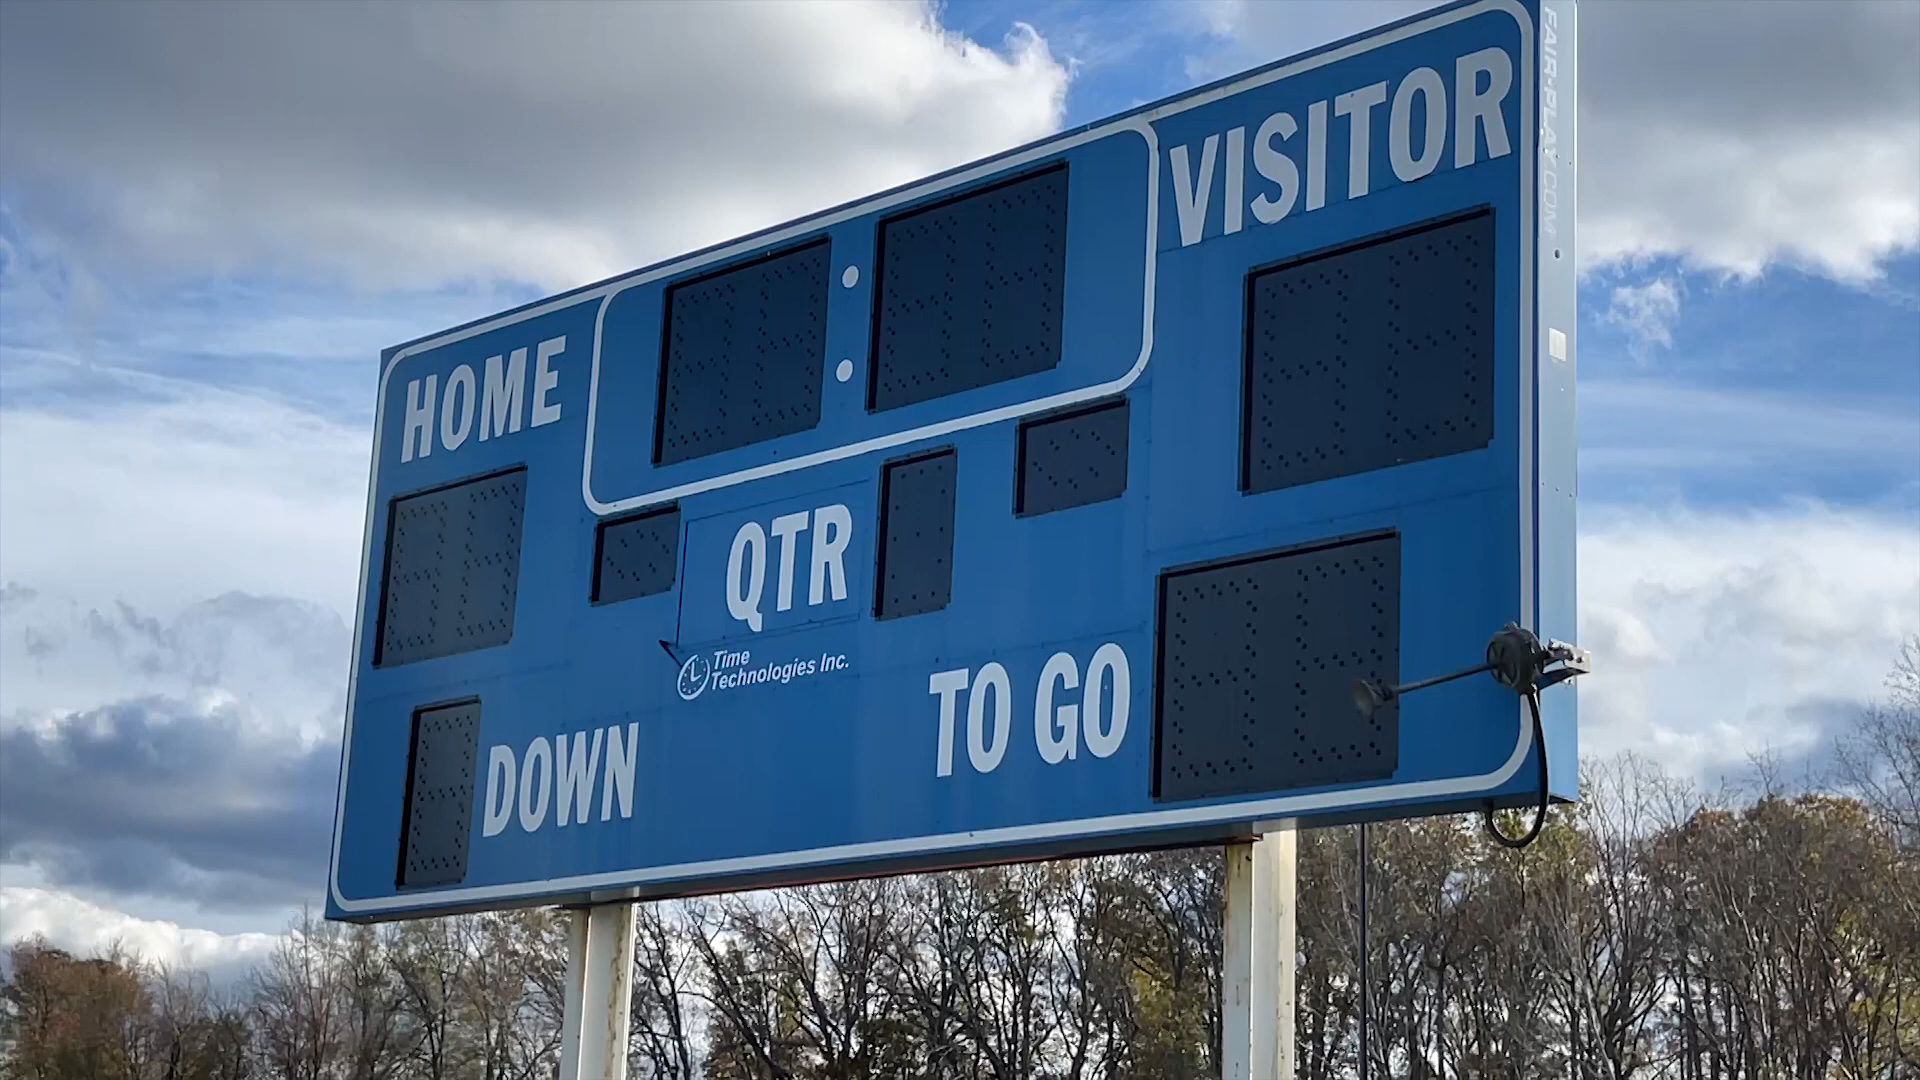 HOME
VISITOR
QTR
Time
Technologies Inc.
DOWN
TO GO
FAIR-PLAY.COM